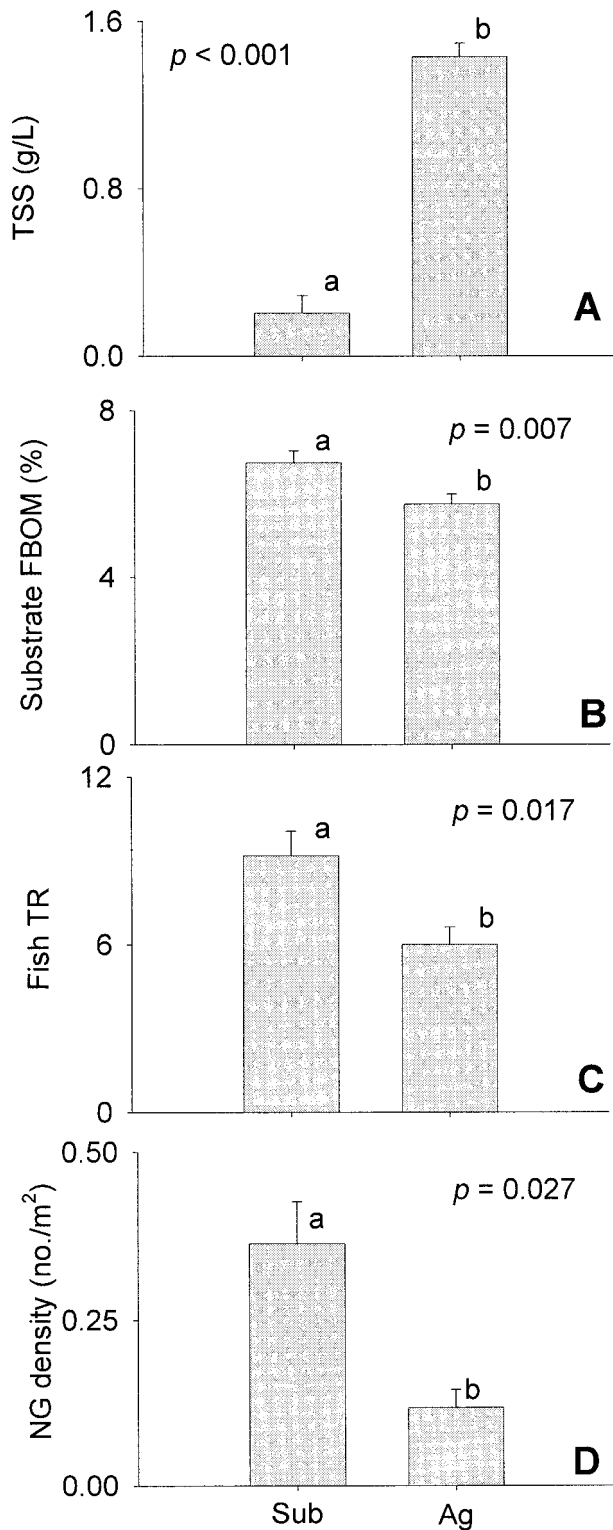 1.6
b
p < 0.001
TSS (g/L)
0.8
a
A
0.0
8
p = 0.007
a
b
Substrate FBOM (%)
4
B
0
12
p = 0.017
a
b
Fish TR
6
C
0
0.50
p = 0.027
a
NG density (no./m²)
0.25
b
D
0.00
Sub Ag